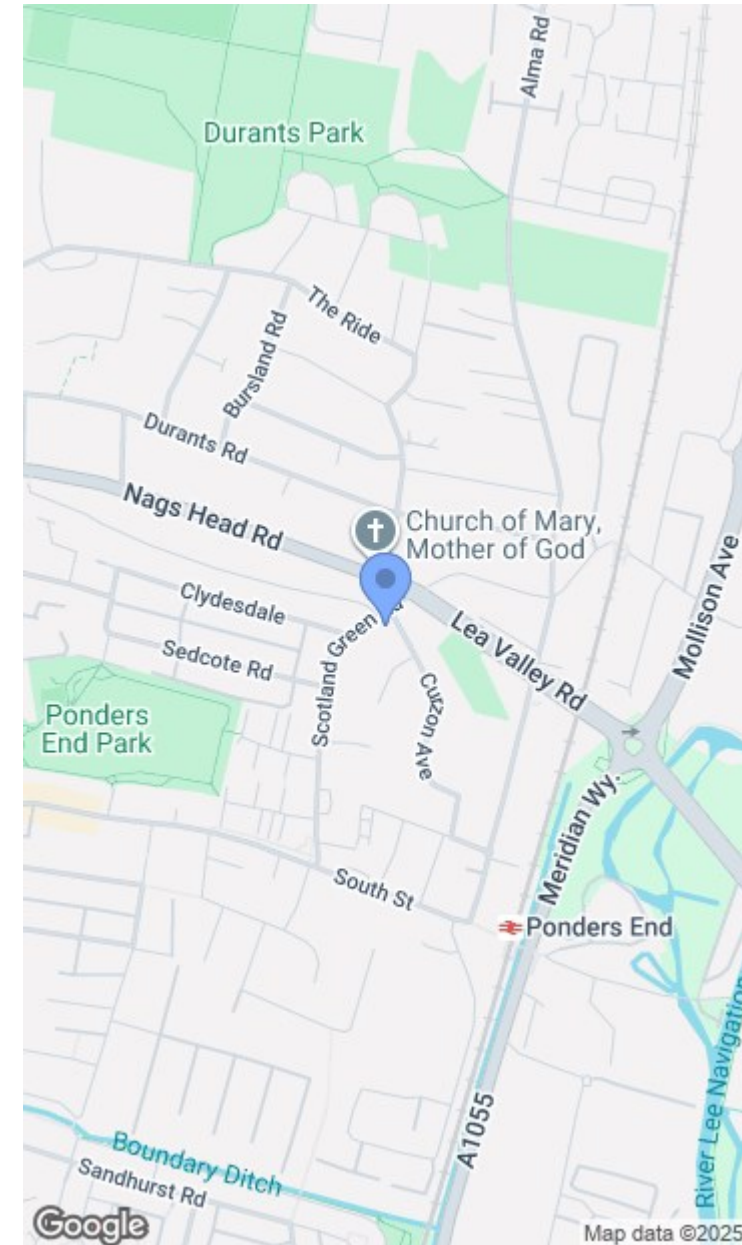 Alma Rd
Durants Park
The Ride
Bursland Rd
Durants Rd
Nags Head Rd
Church of Mary,
Mother of God
Mollison Ave
Clydesdale
Scotland Green
Lea Valley Rd
Sedcote Rd
Curzon Ave
Ponders
End Park
Meridian Wy.
South St
Ponders End
River Lee Navigation
A1055
Boundary Ditch
Sandhurst Rd
Google
Map data ©2025